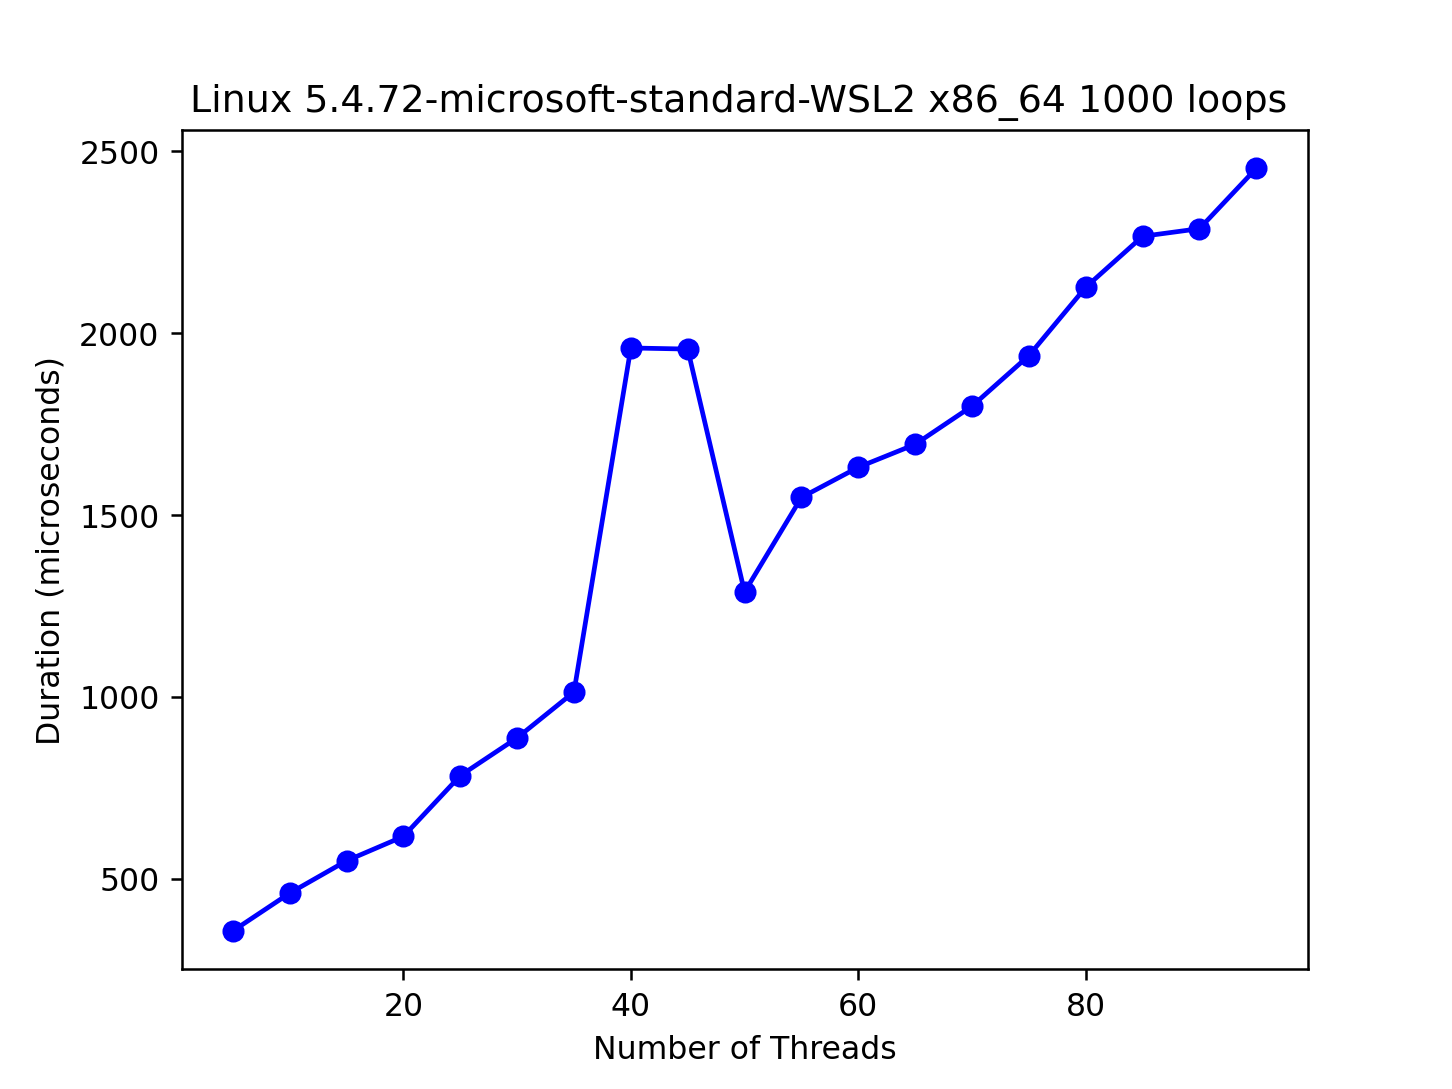 Linux 5.4.72-microsoft-standard-WSL2 x86_64 1000 loops
2500
2000
1500
1000
500
Duration (microseconds)
20 40 60 80
Number of Threads